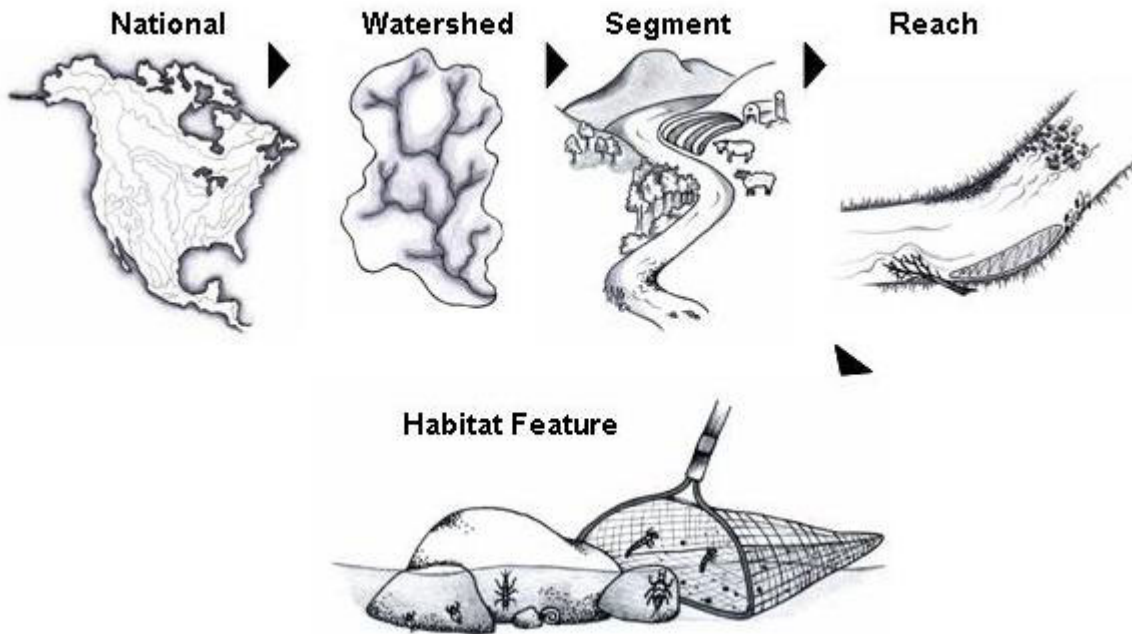 National
Watershed
Segment
Reach
Habitat Feature